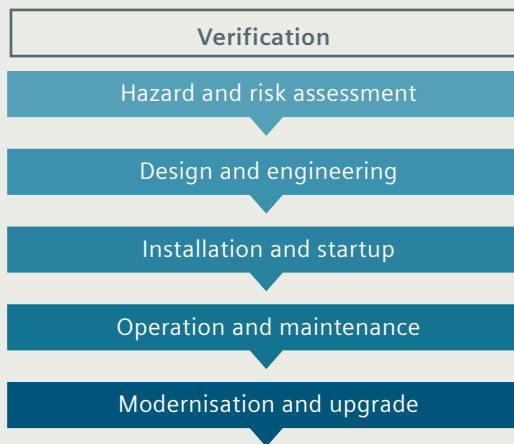 Verification
Hazard and risk assessment
Design and engineering
Installation and startup
Operation and maintenance
Modernisation and upgrade